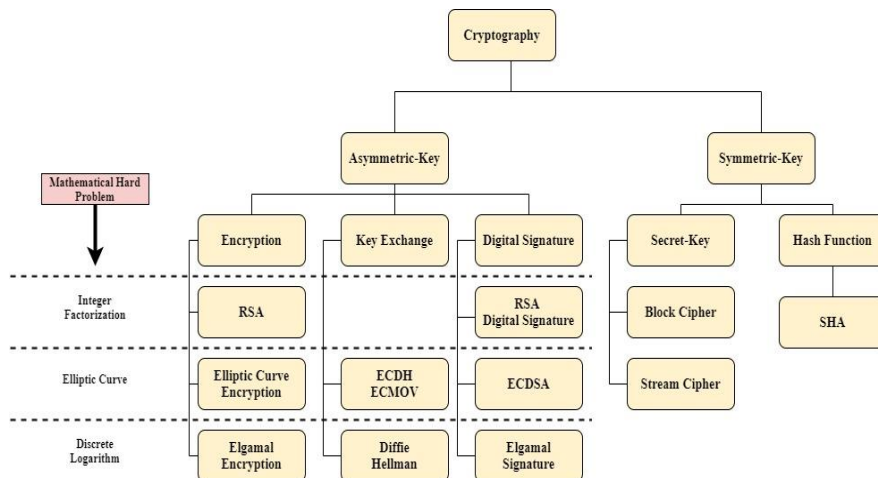 Cryptography
Asymmetric-Key
Symmetric-Key
Mathematical Hard
Problem
Encryption
Key Exchange
Digital Signature
Secret-Key
Hash Function
Integer
Factorization
RSA
RSA
Digital Signature
Block Cipher
SHA
Elliptic Curve
Elliptic Curve
Encryption
ECDH
ECMOV
ECDSA
Stream Cipher
Discrete
Logarithm
Elgamal
Encryption
Diffie
Hellman
Elgamal
Signature